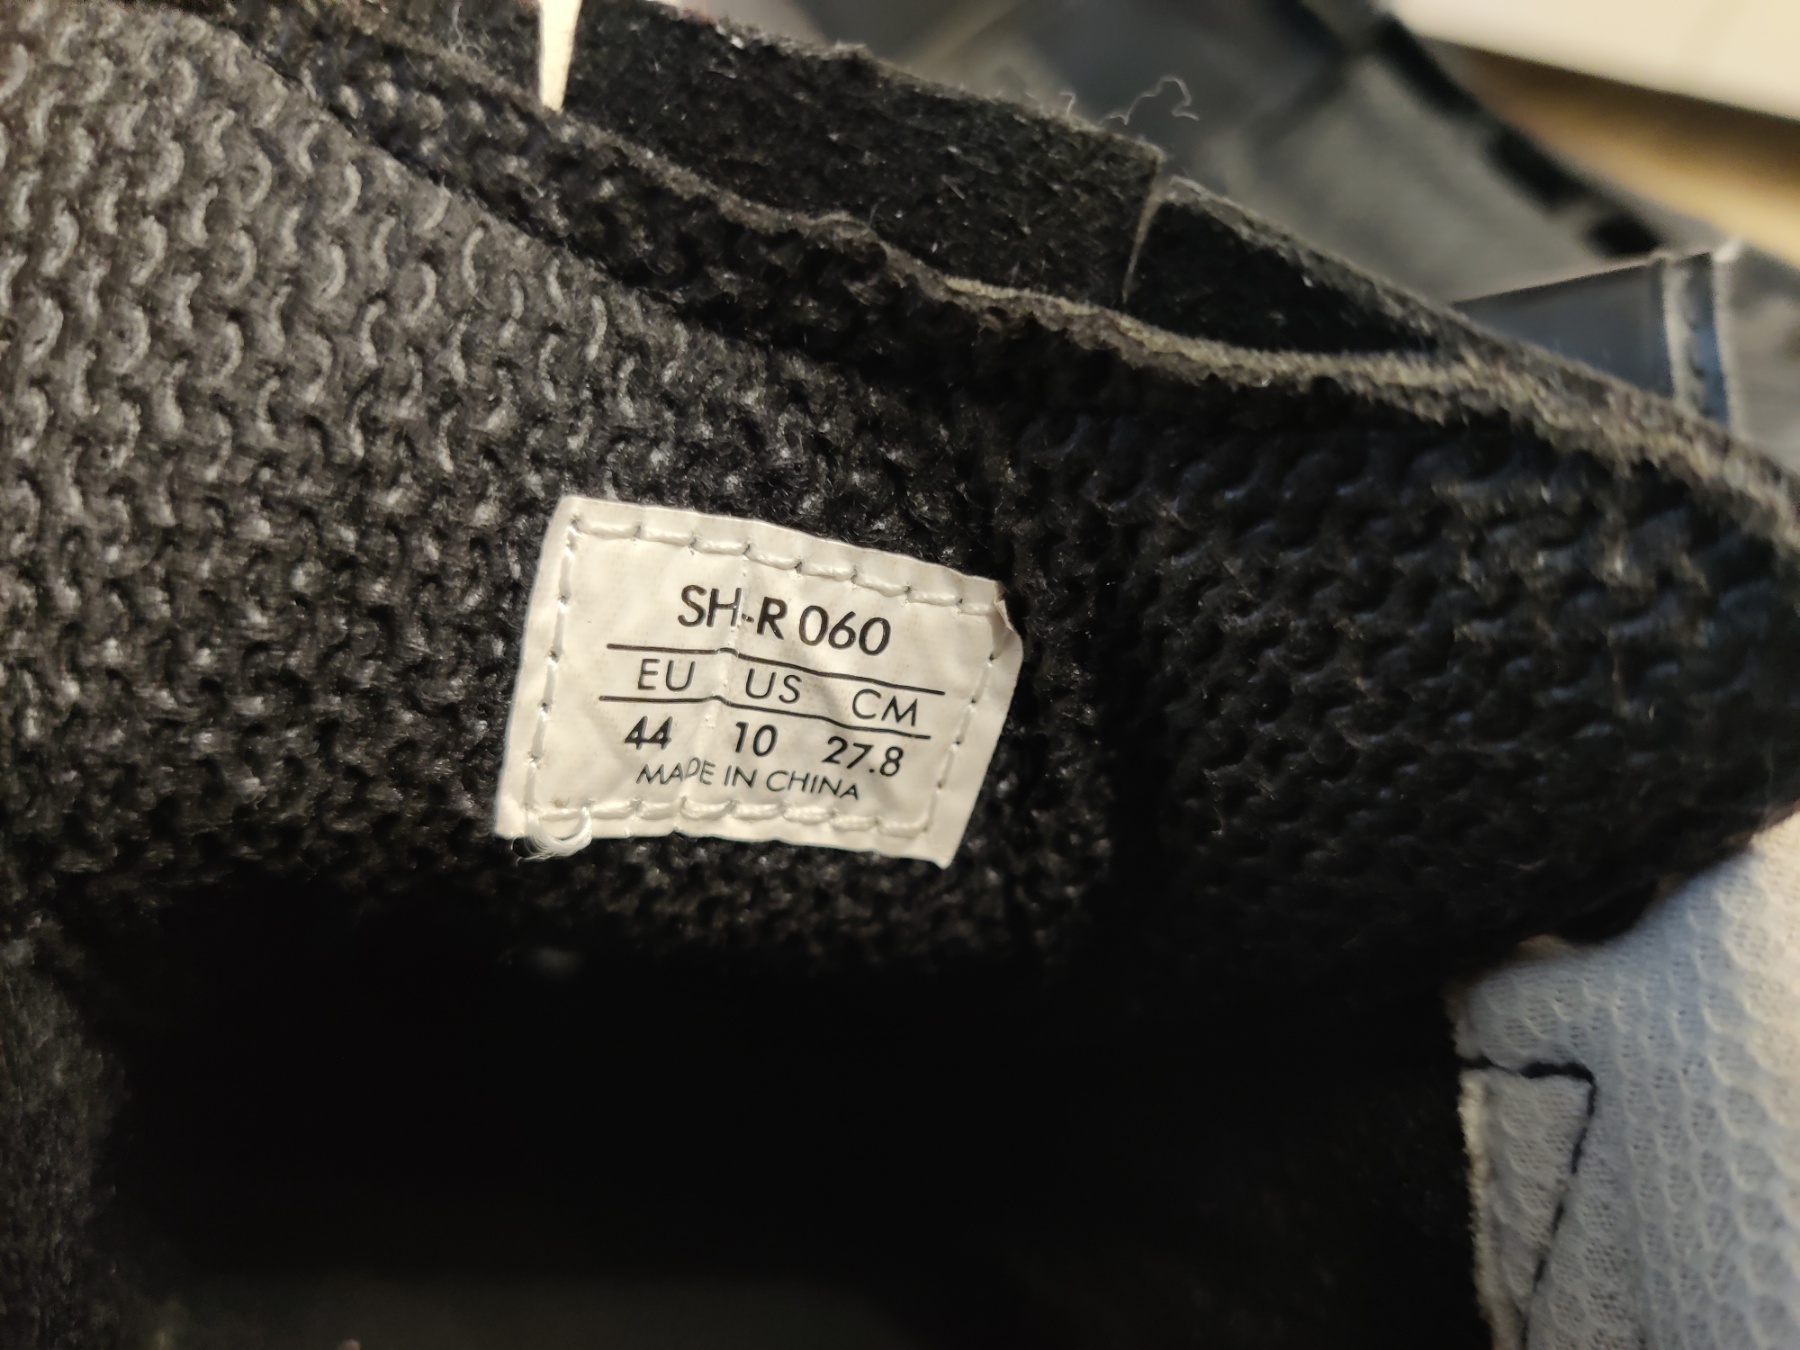 SH-R 060
EU US CM
44 10 27.8
MADE IN CHINA